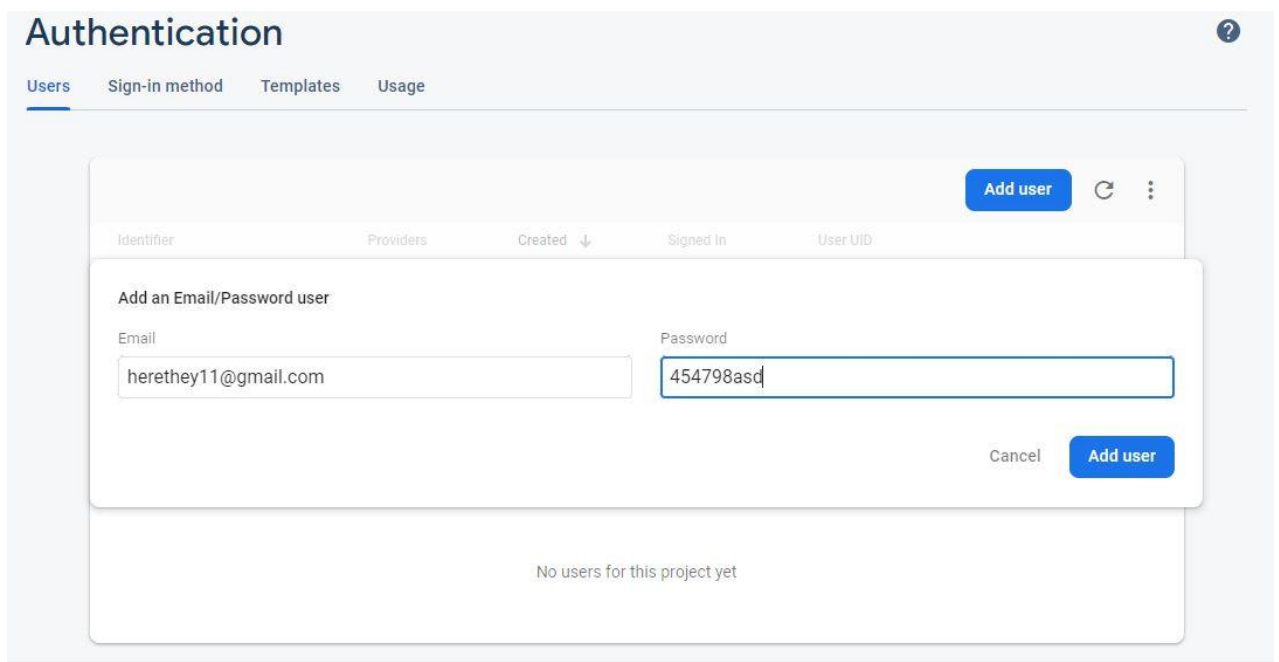 Authentication
Users Sign-in method Templates Usage
Add user
Identifier Providers Created Signed In User UID
Add an Email/Password user
Email Password
herethey11@gmail.com 454798asd
Cancel Add user
No users for this project yet